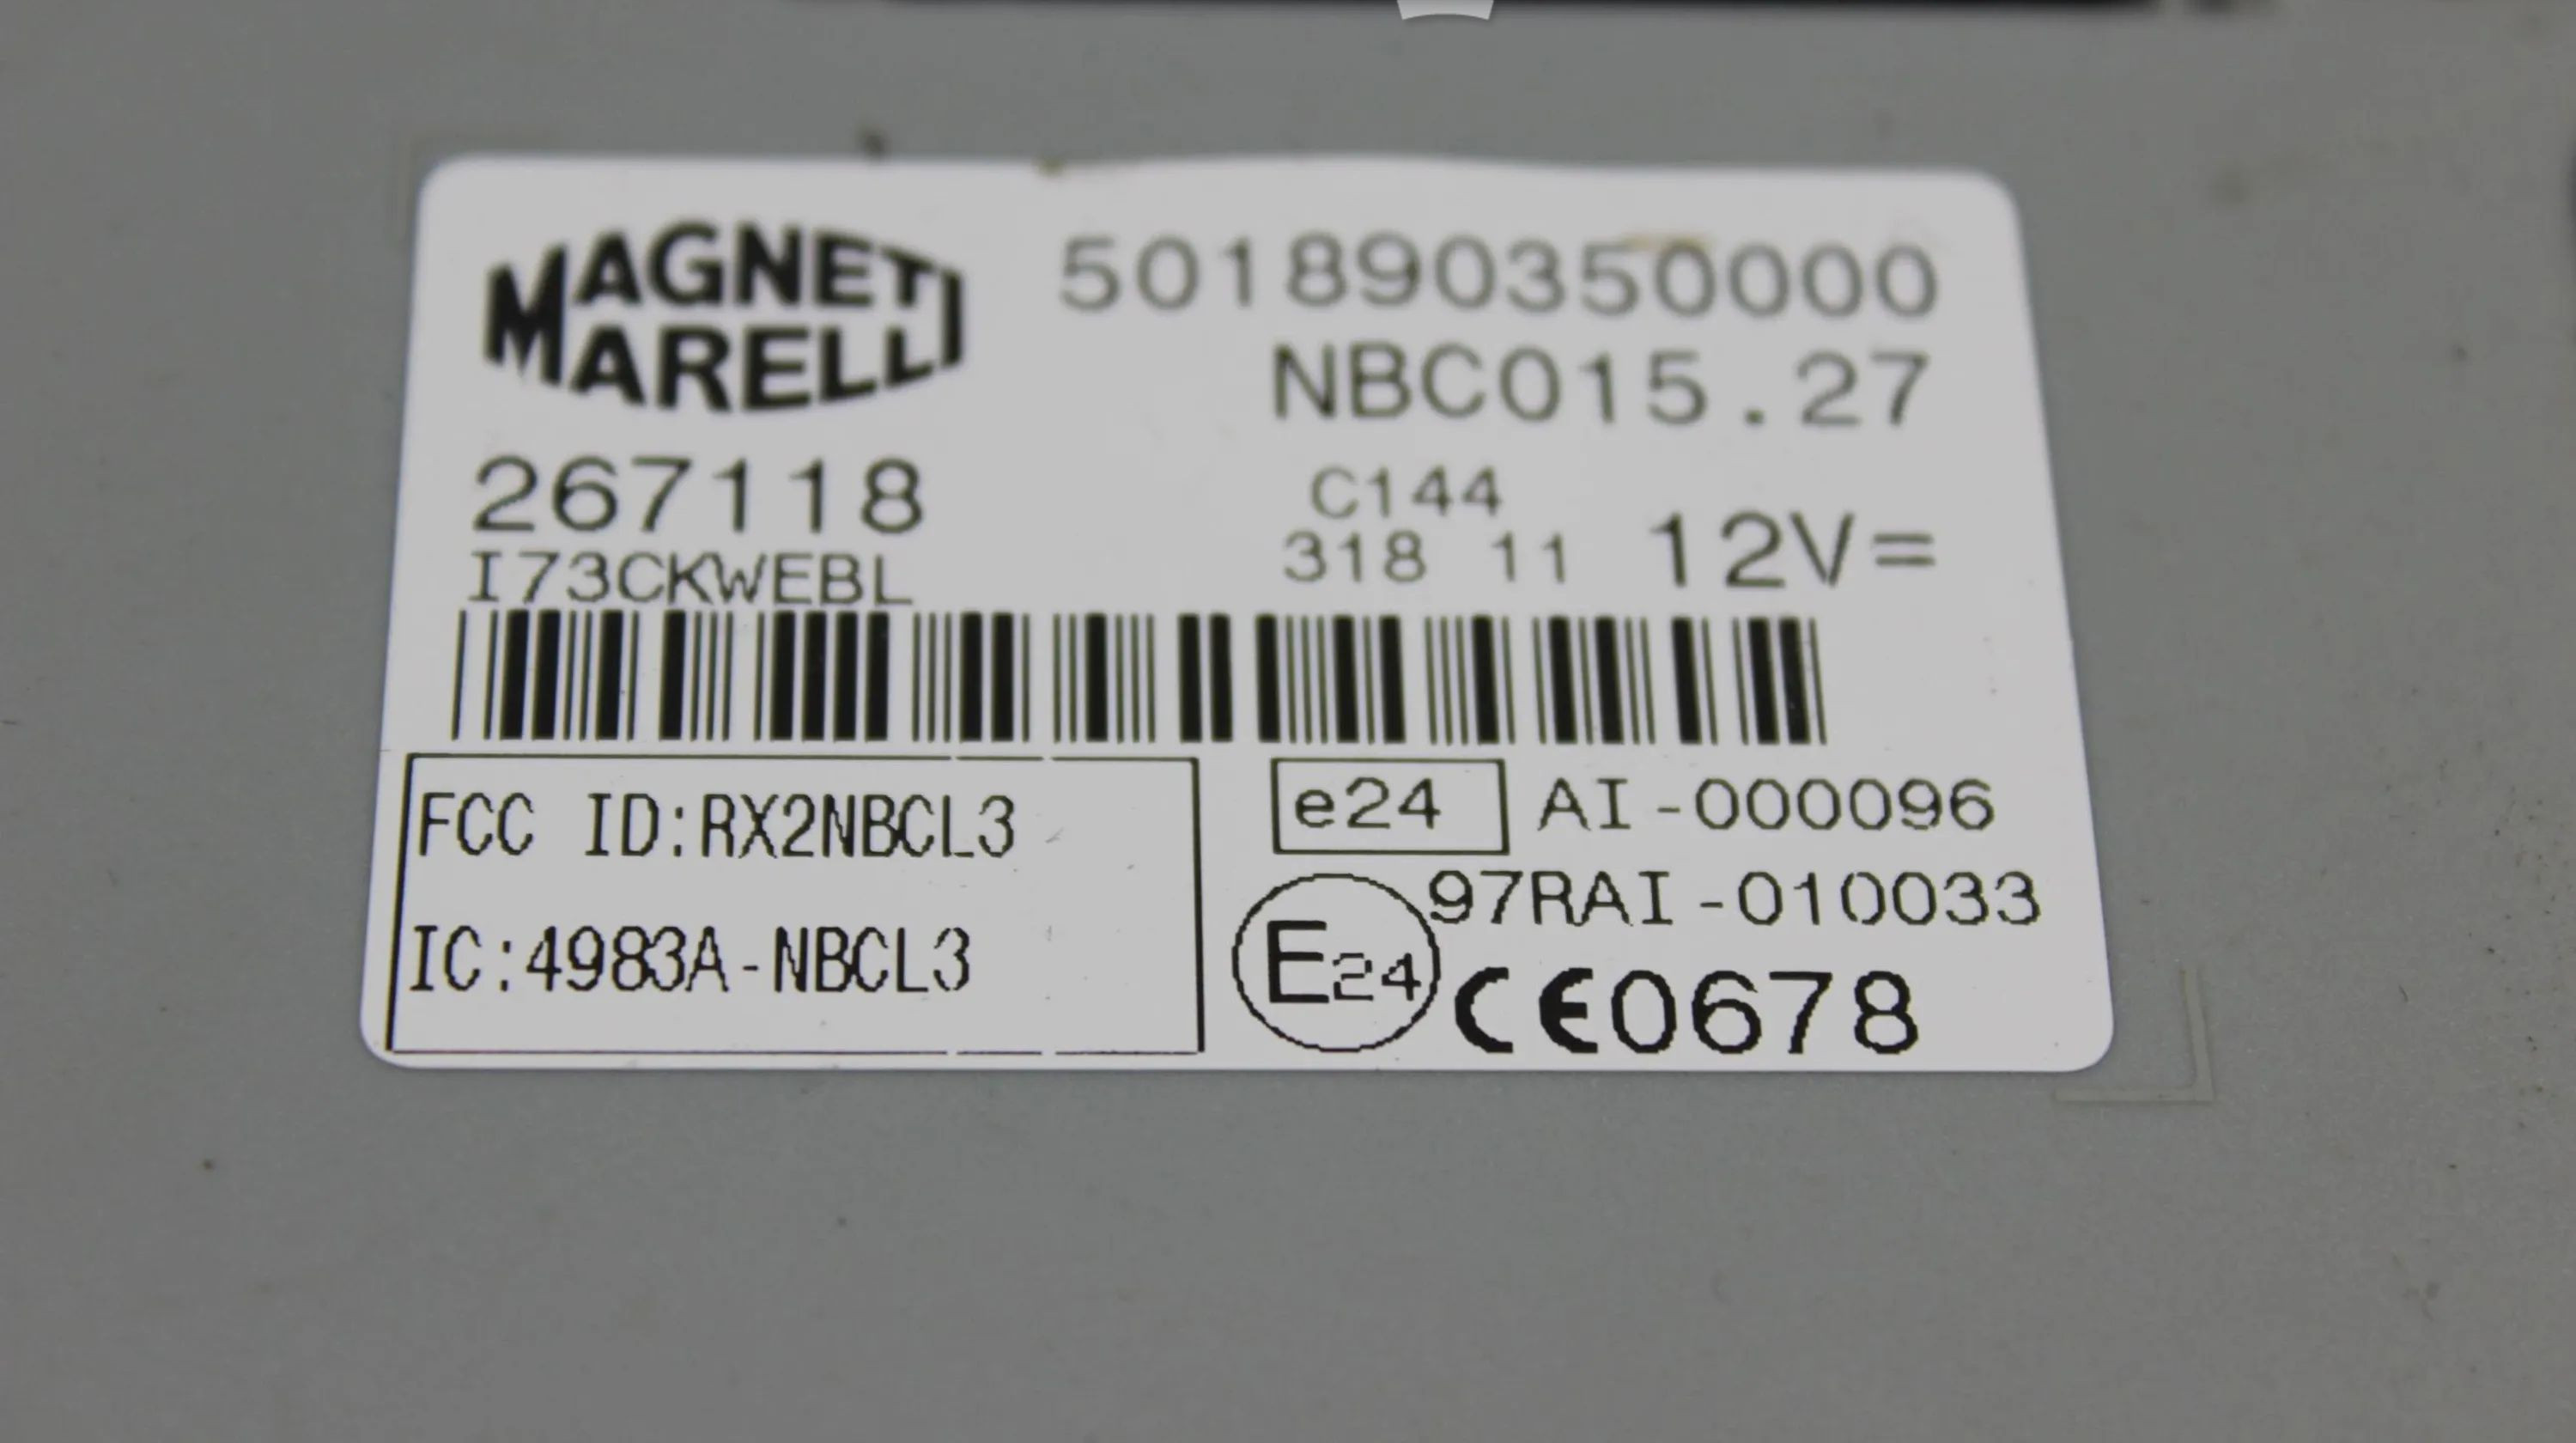 MAGNETI MARELLI
501890350000
NBC015.27
267118
C144
I73CKWEBL
318 11 12V=
FCC ID:RX2NBCL3
IC:4983A-NBCL3
e24 AI-000096
97RAI-010033
E24 CE0678